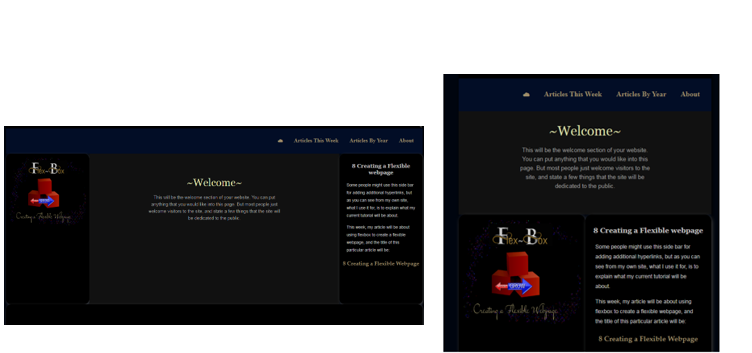 Articles This Week Articles By Year About
Flex~Box
GROW
Creating a Flexible Webpage
~Welcome~
This will be the welcome section of your website. You can put
anything that you would like into this page. But most people just
welcome visitors to the site, and state a few things that the site will
be dedicated to the public.
8 Creating a Flexible
webpage
Some people might use this side bar
for adding additional hyperlinks, but
as you can see from my own site,
what I use it for, is to explain what my
current tutorial will be about.
This week, my article will be about
using flexbox to create a flexible
webpage, and the title of this
particular article will be:
8 Creating a Flexible Webpage
Articles This Week Articles By Year About
~Welcome~
This will be the welcome section of your website.
You can put anything that you would like into this
page. But most people just welcome visitors to the
site, and state a few things that the site will be
dedicated to the public.
Flex~Box
GROW
Creating a Flexible Webpage
8 Creating a Flexible webpage
Some people might use this side bar for
adding additional hyperlinks, but as you can
see from my own site, what I use it for, is to
explain what my current tutorial will be
about.
This week, my article will be about using
flexbox to create a flexible webpage, and
the title of this particular article will be:
8 Creating a Flexible Webpage